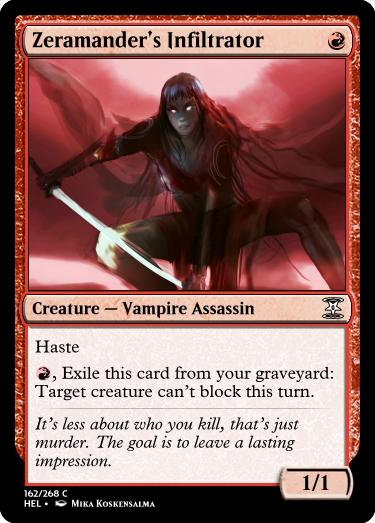 Zeramander's Infiltrator
Creature — Vampire Assassin
Haste
, Exile this card from your graveyard:
Target creature can't block this turn.
It's less about who you kill, that's just
murder. The goal is to leave a lasting
impression.
1/1
162/268 C
HEL • Mika Koskensalma